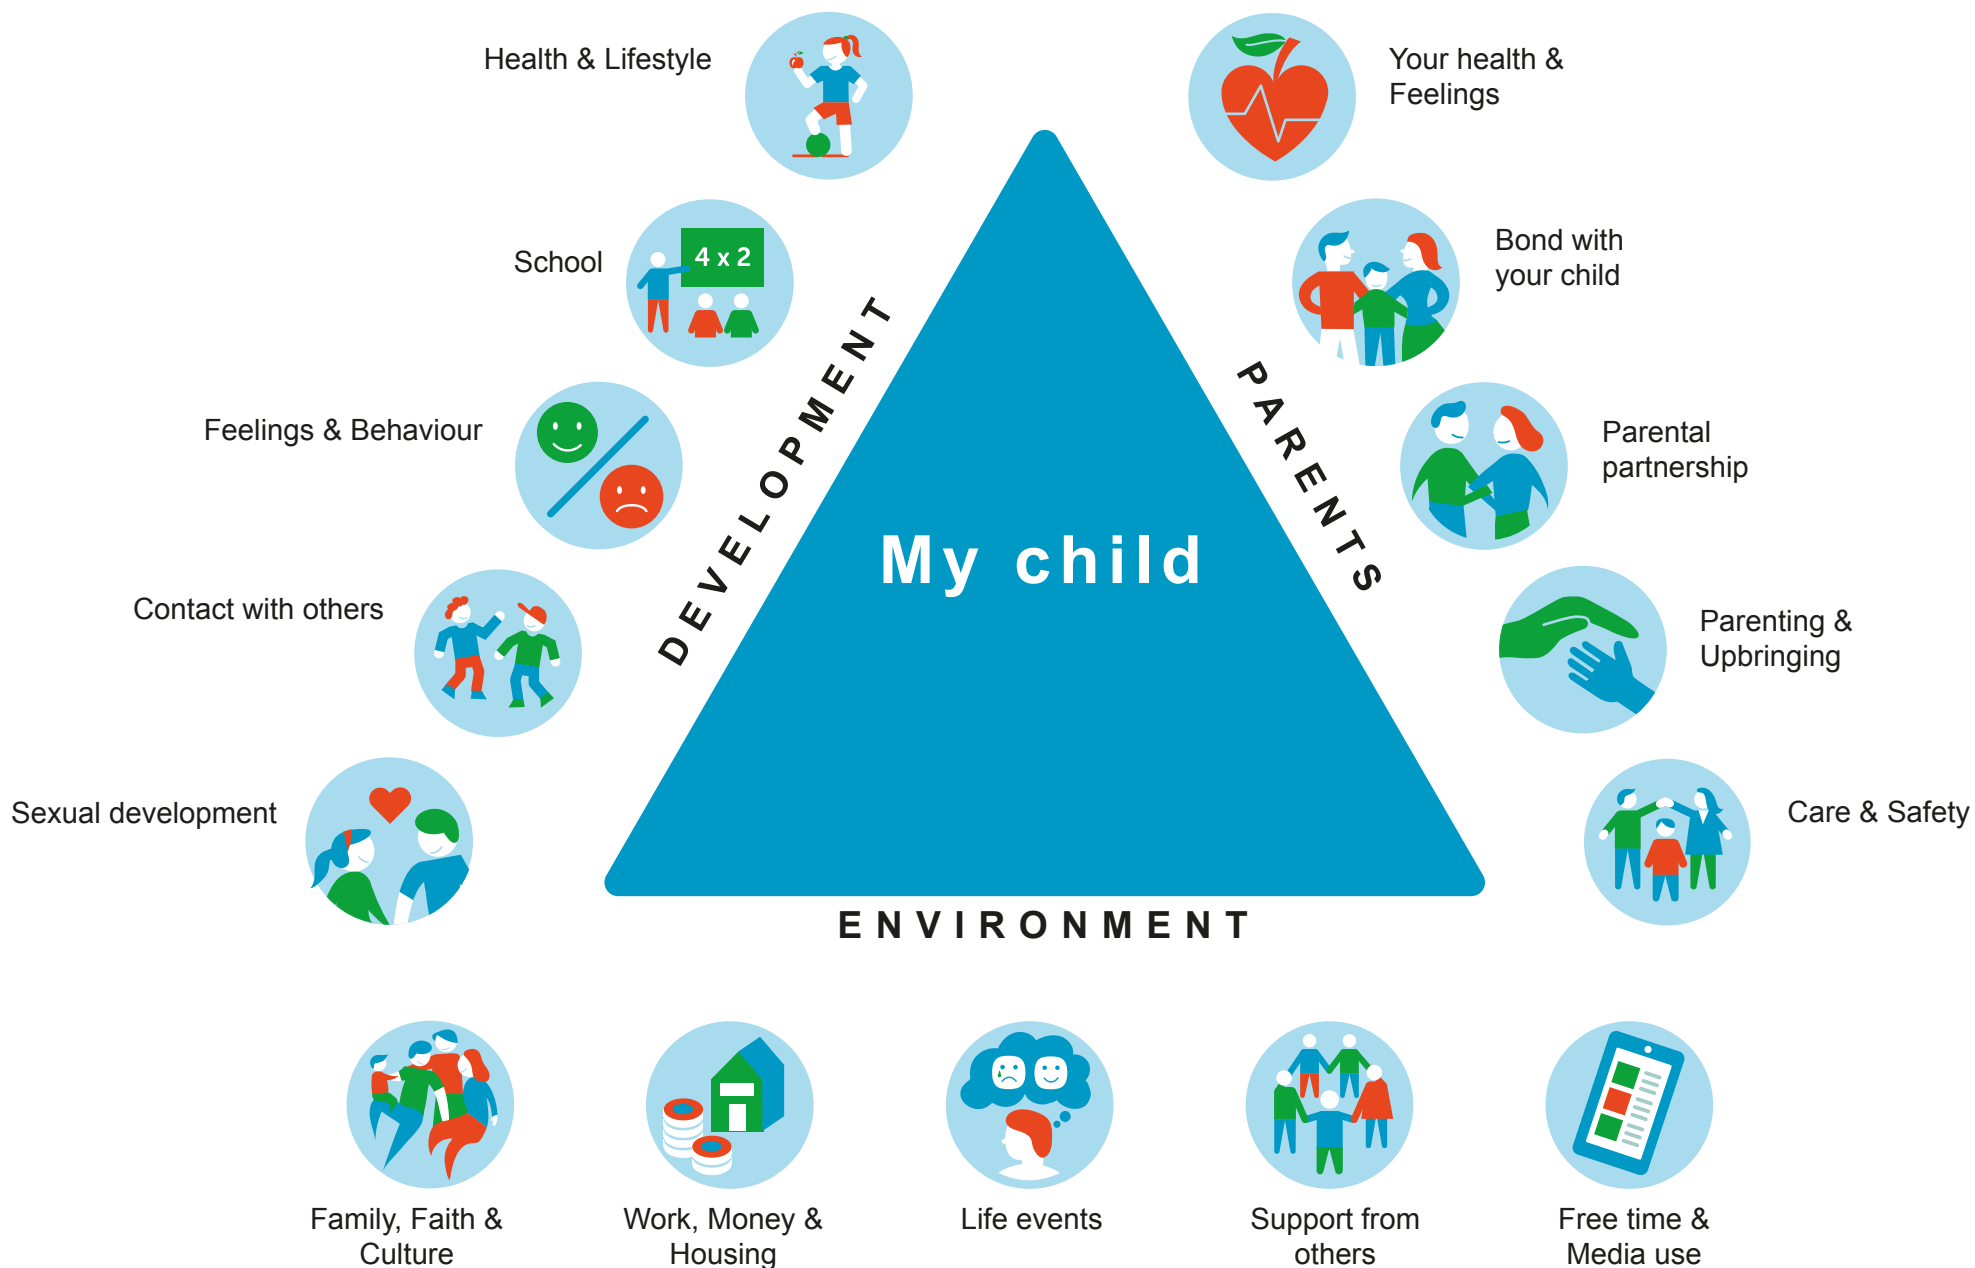 Health & Lifestyle
School
4 x 2
Feelings & Behaviour
Contact with others
Sexual development
DEVELOPMENT
My child
PARENTS
Your health &
Feelings
Bond with
your child
Parental
partnership
Parenting &
Upbringing
Care & Safety
ENVIRONMENT
Family, Faith &
Culture
Work, Money &
Housing
Life events
Support from
others
Free time &
Media use